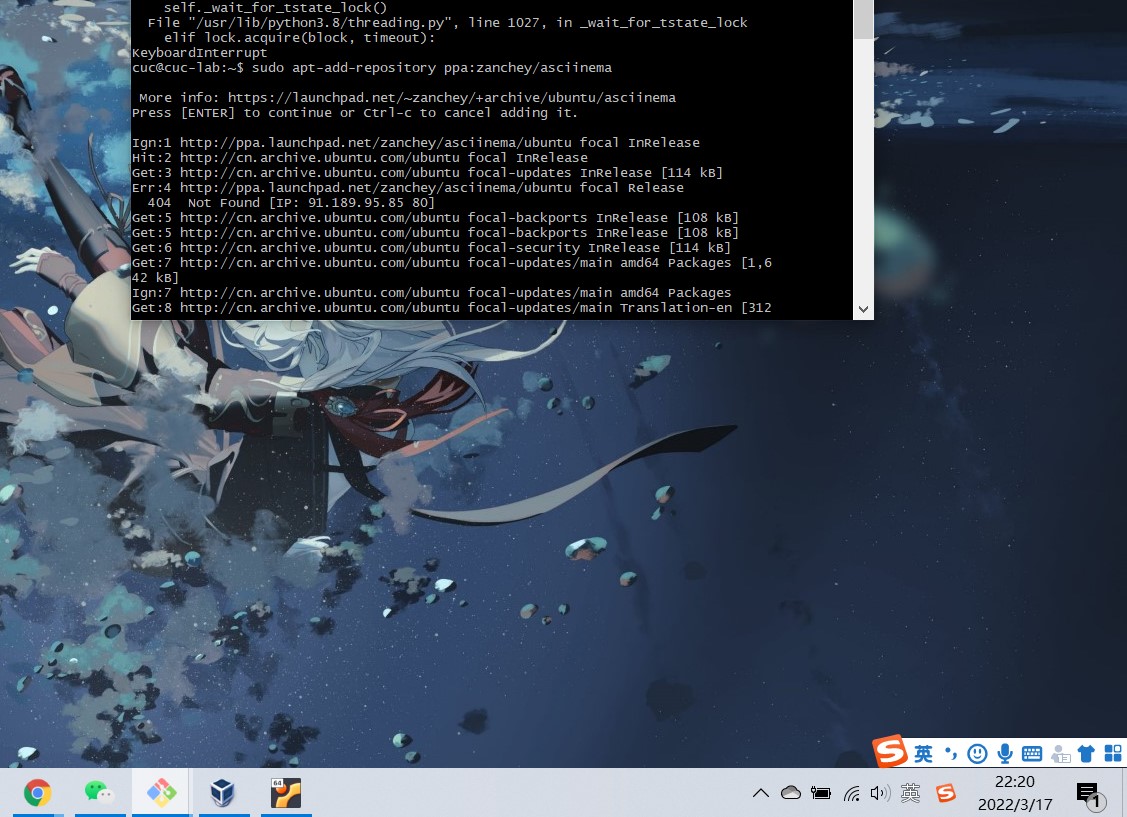 self._wait_for_tstate_lock()
File "/usr/lib/python3.8/threading.py", line 1027, in _wait_for_tstate_lock
elif lock.acquire(block, timeout):
KeyboardInterrupt
cuc@cuc-lab:~$ sudo apt-add-repository ppa:zanchey/asciinema
More info: https://launchpad.net/~zanchey/+archive/ubuntu/asciinema
Press [ENTER] to continue or Ctrl-c to cancel adding it.
Ign:1 http://ppa.launchpad.net/zanchey/asciinema/ubuntu focal InRelease
Hit:2 http://cn.archive.ubuntu.com/ubuntu focal InRelease
Get:3 http://cn.archive.ubuntu.com/ubuntu focal-updates InRelease [114 kB]
Err:4 http://ppa.launchpad.net/zanchey/asciinema/ubuntu focal Release
404  Not Found [IP: 91.189.95.85 80]
Get:5 http://cn.archive.ubuntu.com/ubuntu focal-backports InRelease [108 kB]
Get:5 http://cn.archive.ubuntu.com/ubuntu focal-backports InRelease [108 kB]
Get:6 http://cn.archive.ubuntu.com/ubuntu focal-security InRelease [114 kB]
Get:7 http://cn.archive.ubuntu.com/ubuntu focal-updates/main amd64 Packages [1,6
42 kB]
Ign:7 http://cn.archive.ubuntu.com/ubuntu focal-updates/main amd64 Packages
Get:8 http://cn.archive.ubuntu.com/ubuntu focal-updates/main Translation-en [312
S 英
64
英 S
22:20
2022/3/17
1